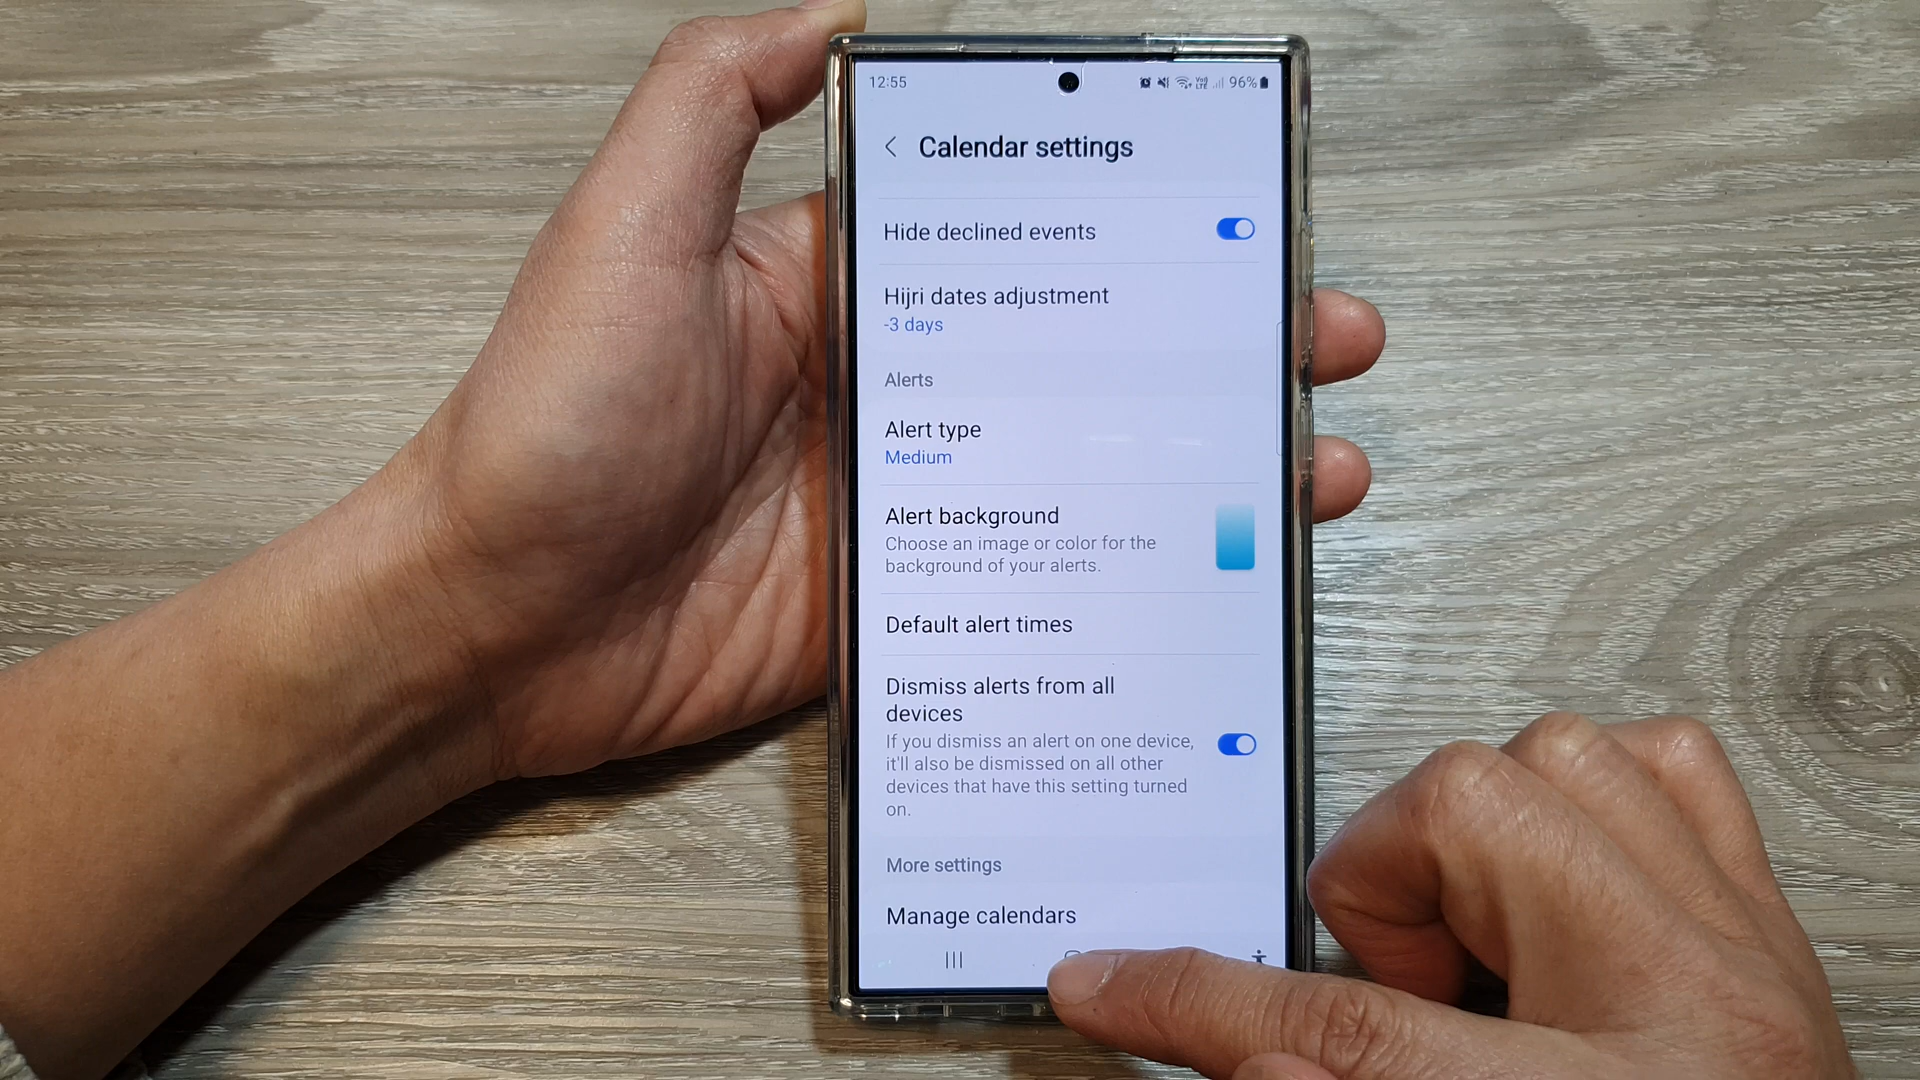 12:55
VoB
LTE
96%
Calendar settings
Hide declined events
Hijri dates adjustment
-3 days
Alerts
Alert type
Medium
Alert background
Choose an image or color for the
background of your alerts.
Default alert times
Dismiss alerts from all
devices
If you dismiss an alert on one device,
it'll also be dismissed on all other
devices that have this setting turned
on.
More settings
Manage calendars